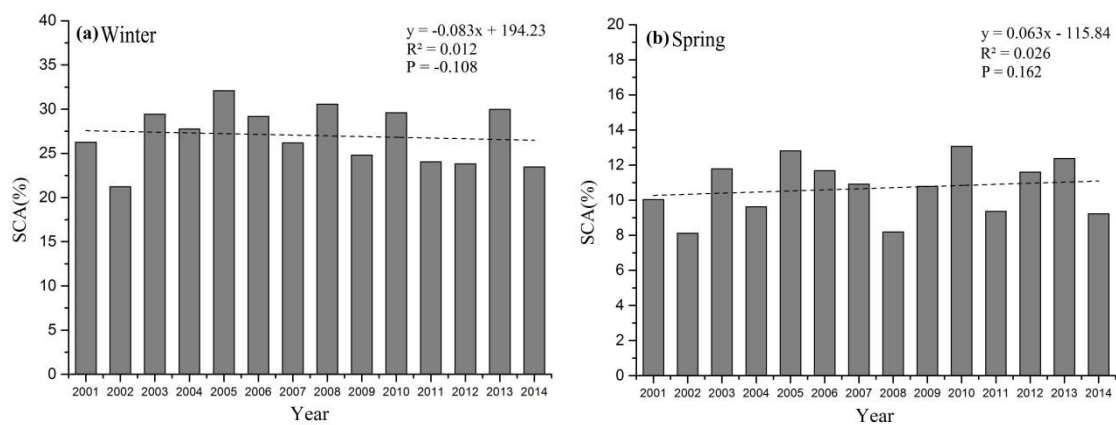 (a) Winter
y = -0.083x + 194.23
R² = 0.012
P = -0.108
40
35
30
25
20
15
10
5
0
SCA(%)
2001 2002 2003 2004 2005 2006 2007 2008 2009 2010 2011 2012 2013 2014
Year
(b) Spring
y = 0.063x - 115.84
R² = 0.026
P = 0.162
20
18
16
14
12
10
8
6
4
2
0
SCA(%)
2001 2002 2003 2004 2005 2006 2007 2008 2009 2010 2011 2012 2013 2014
Year